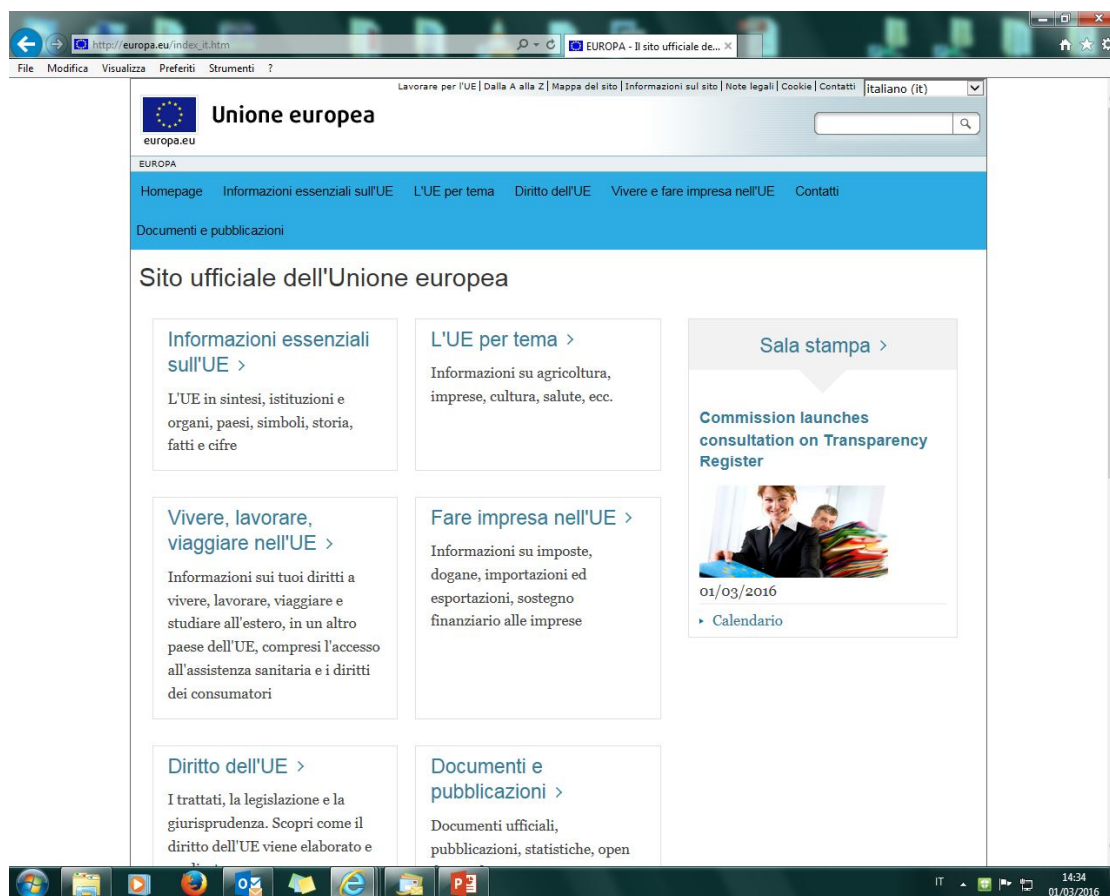 http://europa.eu/index_it.htm
EUROPA - Il sito ufficiale de...
File Modifica Visualizza Preferiti Strumenti ?
Lavorare per l'UE | Dalla A alla Z | Mappa del sito | Informazioni sul sito | Note legali | Cookie | Contatti
italiano (it)
Unione europea
europa.eu
EUROPA
Homepage Informazioni essenziali sull'UE L'UE per tema Diritto dell'UE Vivere e fare impresa nell'UE Contatti
Documenti e pubblicazioni
Sito ufficiale dell'Unione europea
Informazioni essenziali
sull'UE >
L'UE in sintesi, istituzioni e
organi, paesi, simboli, storia,
fatti e cifre
L'UE per tema >
Informazioni su agricoltura,
imprese, cultura, salute, ecc.
Sala stampa >
Commission launches
consultation on Transparency
Register
01/03/2016
Calendario
Vivere, lavorare,
viaggiare nell'UE >
Informazioni sui tuoi diritti a
vivere, lavorare, viaggiare e
studiare all'estero, in un altro
paese dell'UE, compresi l'accesso
all'assistenza sanitaria e i diritti
dei consumatori
Fare impresa nell'UE >
Informazioni su imposte,
dogane, importazioni ed
esportazioni, sostegno
finanziario alle imprese
Diritto dell'UE >
I trattati, la legislazione e la
giurisprudenza. Scopri come il
diritto dell'UE viene elaborato e
Documenti e
pubblicazioni >
Documenti ufficiali,
pubblicazioni, statistiche, open
IT
14:34
01/03/2016